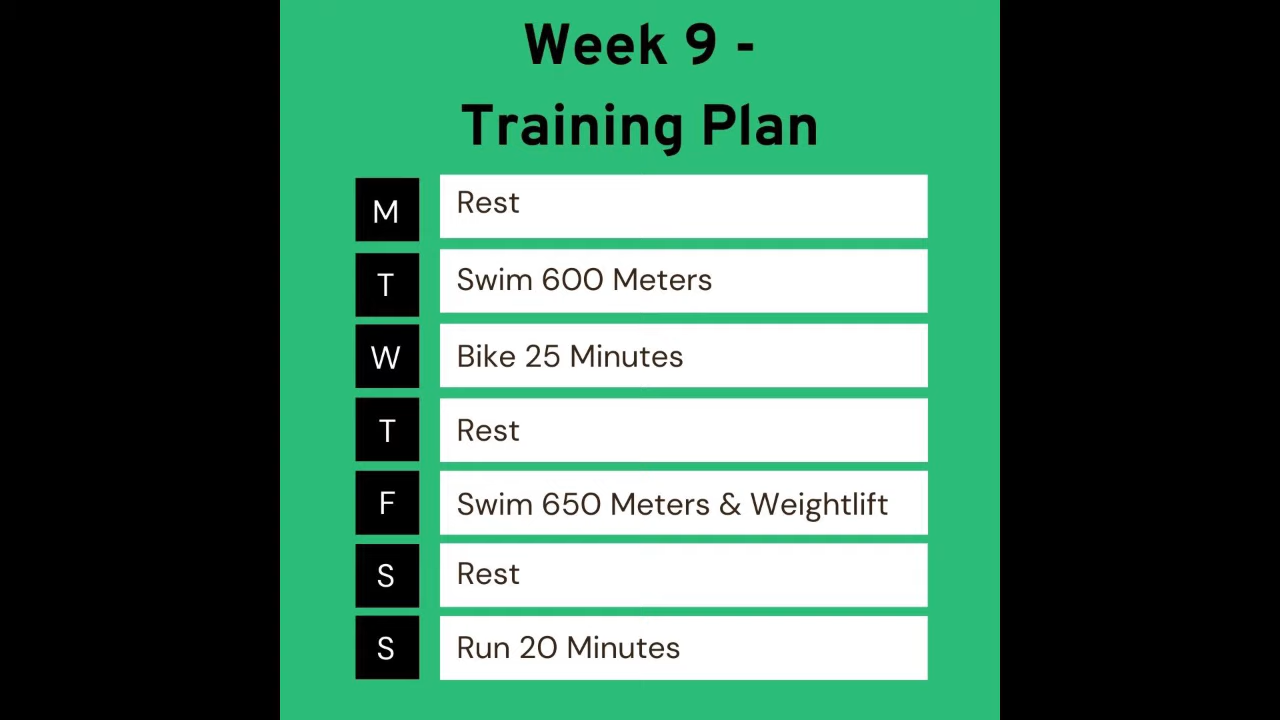 Week 9 -
Training Plan
M Rest
T Swim 600 Meters
W Bike 25 Minutes
T Rest
F Swim 650 Meters & Weightlift
S Rest
S Run 20 Minutes